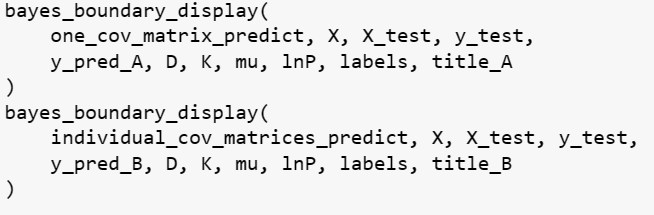 bayes_boundary_display(
    one_cov_matrix_predict, X, X_test, y_test,
    y_pred_A, D, K, mu, lnP, labels, title_A
)
bayes_boundary_display(
    individual_cov_matrices_predict, X, X_test, y_test,
    y_pred_B, D, K, mu, lnP, labels, title_B
)